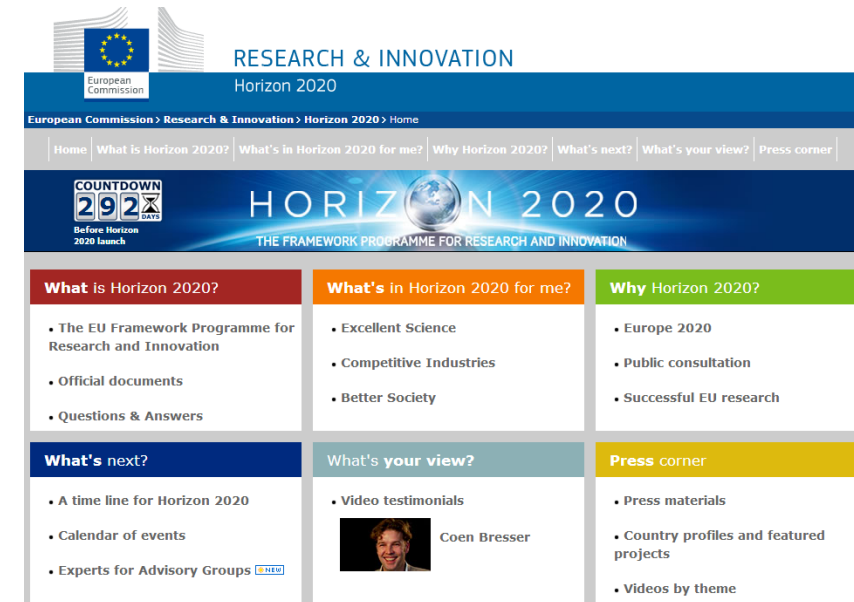 European
Commission
RESEARCH & INNOVATION
Horizon 2020
European Commission > Research & Innovation > Horizon 2020 > Home
Home What is Horizon 2020? What's in Horizon 2020 for me? Why Horizon 2020? What's next? What's your view? Press corner
COUNTDOWN
292
DAYS
Before Horizon
2020 launch
HORIZON 2020
THE FRAMEWORK PROGRAMME FOR RESEARCH AND INNOVATION
What is Horizon 2020?
• The EU Framework Programme for
Research and Innovation
• Official documents
• Questions & Answers
What's in Horizon 2020 for me?
• Excellent Science
• Competitive Industries
• Better Society
Why Horizon 2020?
• Europe 2020
• Public consultation
• Successful EU research
What's next?
• A time line for Horizon 2020
• Calendar of events
• Experts for Advisory Groups NEW
What's your view?
• Video testimonials
Coen Bresser
Press corner
• Press materials
• Country profiles and featured
projects
• Videos by theme